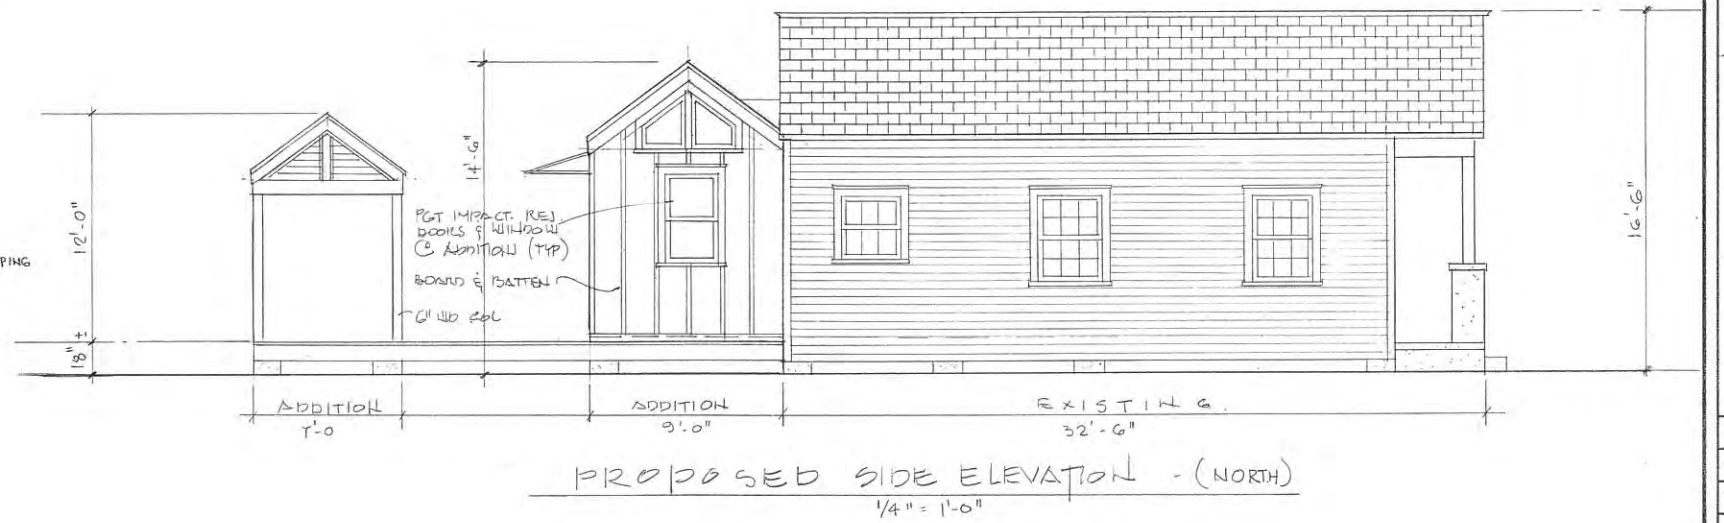 PING
12'-0"
18" ±
14'-6"
PGT IMPACT. RES
DOORS & WINDOW
@ ADDITION (TYP)
BOARD & BATTEN
6" WD COL
16'-6"
ADDITION
7'-0
ADDITION
9'-0"
EXISTING.
32'-6"
PROPOSED SIDE ELEVATION - (NORTH)
1/4" = 1'-0"